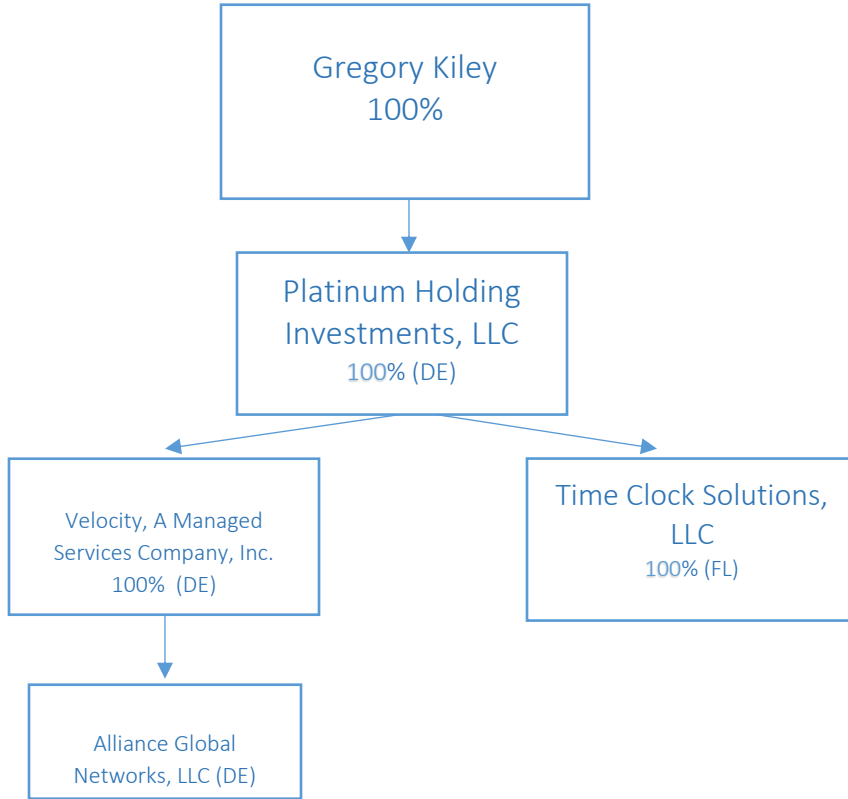 Gregory Kiley
100%
Platinum Holding
Investments, LLC
100% (DE)
Velocity, A Managed
Services Company, Inc.
100% (DE)
Time Clock Solutions,
LLC
100% (FL)
Alliance Global
Networks, LLC (DE)